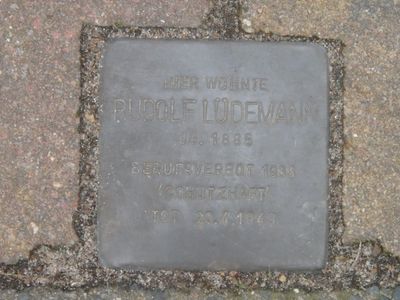 HIER WOHNTE
RUDOLF LÜDEMANN
JG. 1885
BERUFSVERBOT 1933
'SCHUTZHAFT'
TOT